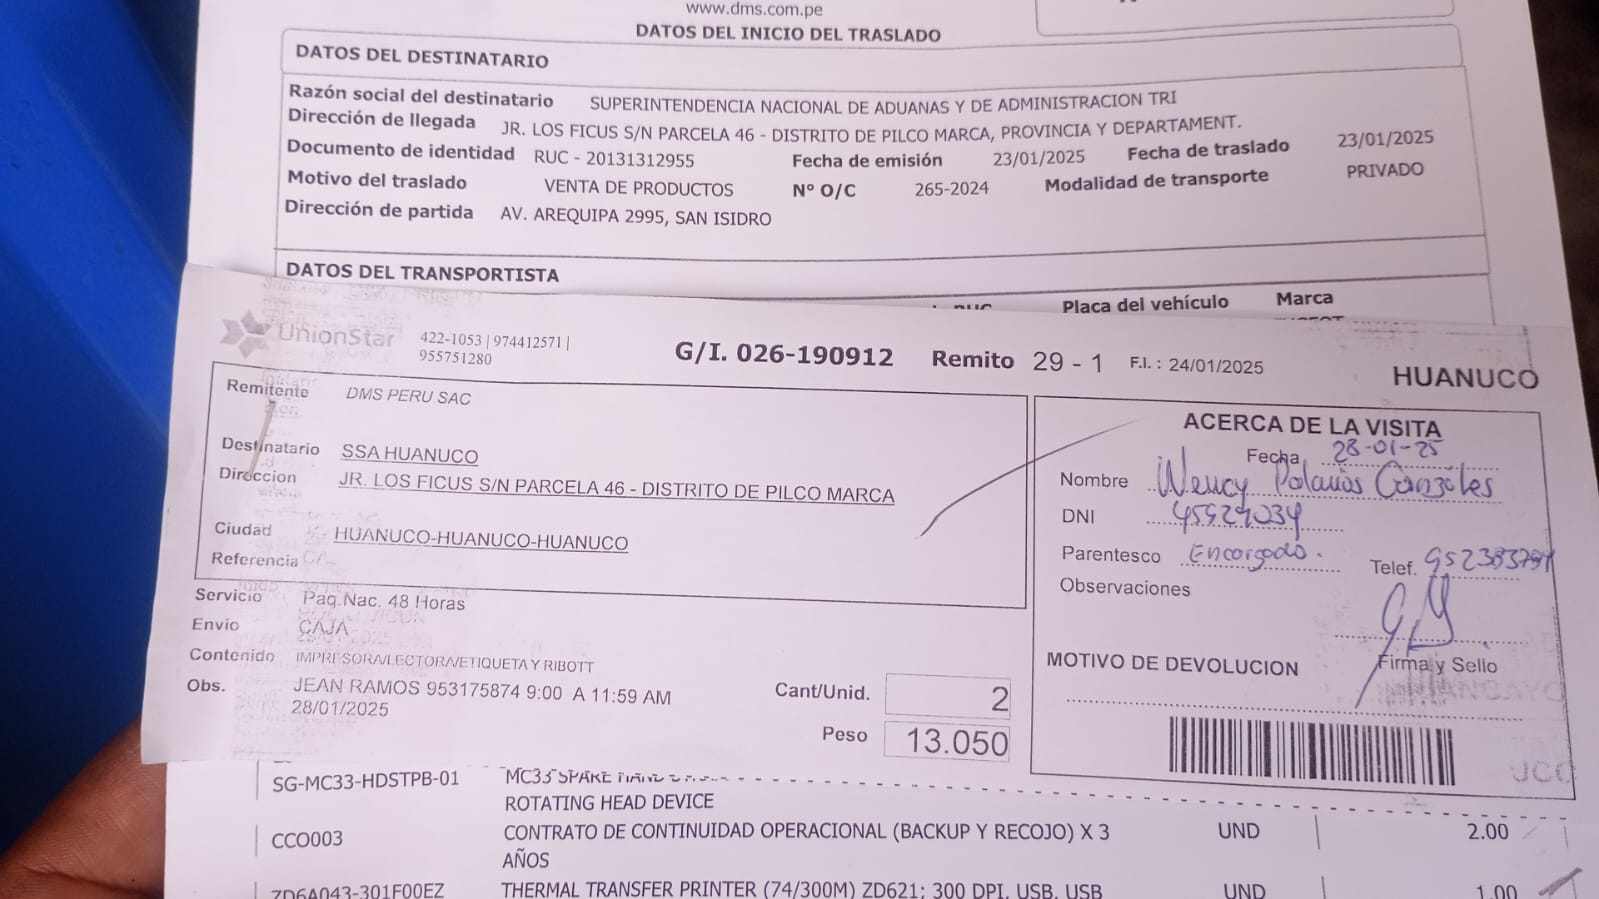 www.dms.com.pe
DATOS DEL INICIO DEL TRASLADO
DATOS DEL DESTINATARIO
Razón social del destinatario SUPERINTENDENCIA NACIONAL DE ADUANAS Y DE ADMINISTRACION TRI
Dirección de llegada JR. LOS FICUS S/N PARCELA 46 - DISTRITO DE PILCO MARCA, PROVINCIA Y DEPARTAMENT.
Documento de identidad RUC - 20131312955 Fecha de emisión 23/01/2025 Fecha de traslado 23/01/2025
Motivo del traslado VENTA DE PRODUCTOS Nº O/C 265-2024 Modalidad de transporte PRIVADO
Dirección de partida AV. AREQUIPA 2995, SAN ISIDRO
DATOS DEL TRANSPORTISTA
Placa del vehículo Marca
UnionStar 422-1053 | 974412571 |
955751280
G/I. 026-190912 Remito 29 - 1 F.I. : 24/01/2025 HUANUCO
Remitente DMS PERU SAC
Destinatario SSA HUANUCO
Direccion JR. LOS FICUS S/N PARCELA 46 - DISTRITO DE PILCO MARCA
Ciudad HUANUCO-HUANUCO-HUANUCO
Referencia
Servicio Paq.Nac. 48 Horas
Envio CAJA
Contenido IMPRESORA/LECTORA/ETIQUETA Y RIBOTT
Obs. JEAN RAMOS 953175874 9:00 A 11:59 AM
28/01/2025
Cant/Unid. 2
Peso 13.050
ACERCA DE LA VISITA
Fecha 28-01-25
Nombre Palacios
DNI
Parentesco Encargado. Telef.
Observaciones
MOTIVO DE DEVOLUCION Firma y Sello
SG-MC33-HDSTPB-01 MC33 SPARE
ROTATING HEAD DEVICE
CCO003 CONTRATO DE CONTINUIDAD OPERACIONAL (BACKUP Y RECOJO) X 3 UND 2.00
AÑOS
ZD6A043-301F00EZ THERMAL TRANSFER PRINTER (74/300M) ZD621; 300 DPI, USB, USB UND 1.00